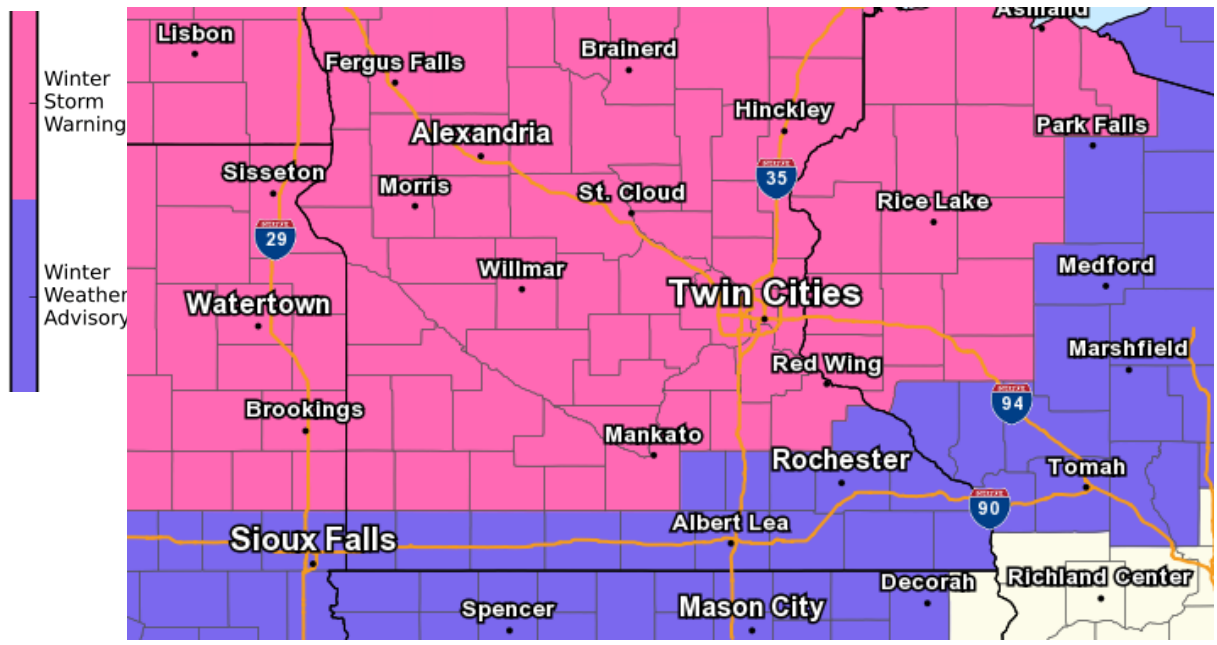 Winter
Storm
Warning
Winter
Weather
Advisory
Ashland
Lisbon
Brainerd
Fergus Falls
Hinckley
Park Falls
Alexandria
Sisseton
35
Morris
St. Cloud
Rice Lake
29
Willmar
Medford
Twin Cities
Watertown
Marshfield
Red Wing
94
Brookings
Mankato
Rochester
Tomah
90
Albert Lea
Sioux Falls
Decorah
Richland Center
Spencer
Mason City